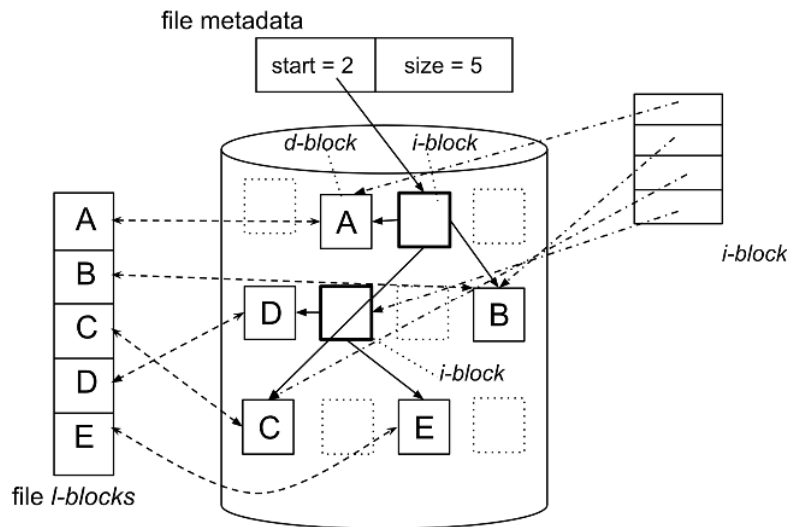 file metadata
start = 2 size = 5
d-block i-block
A
A
B
i-block
D
B
C
i-block
D
C
E
E
file l-blocks